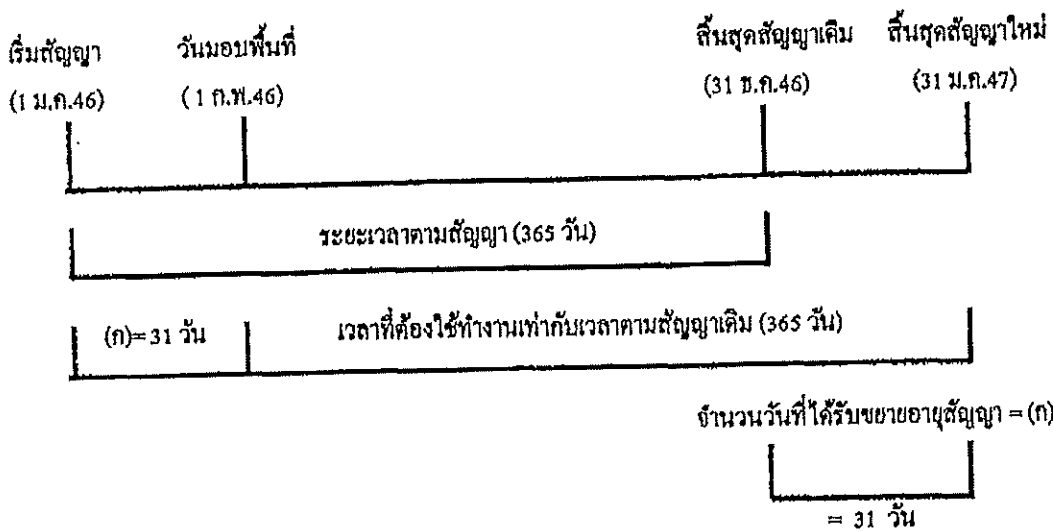 เริ่มสัญญา วันมอบพื้นที่ สิ้นสุดสัญญาเดิม สิ้นสุดสัญญาใหม่
(1 ม.ค.46) ( 1 ก.พ.46) (31 ธ.ค.46) (31 ม.ค.47)
ระยะเวลาตามสัญญา (365 วัน)
(ก)= 31 วัน เวลาที่ต้องใช้ทำงานเท่ากับเวลาตามสัญญาเดิม (365 วัน)
จำนวนวันที่ได้รับขยายอายุสัญญา = (ก)
= 31 วัน